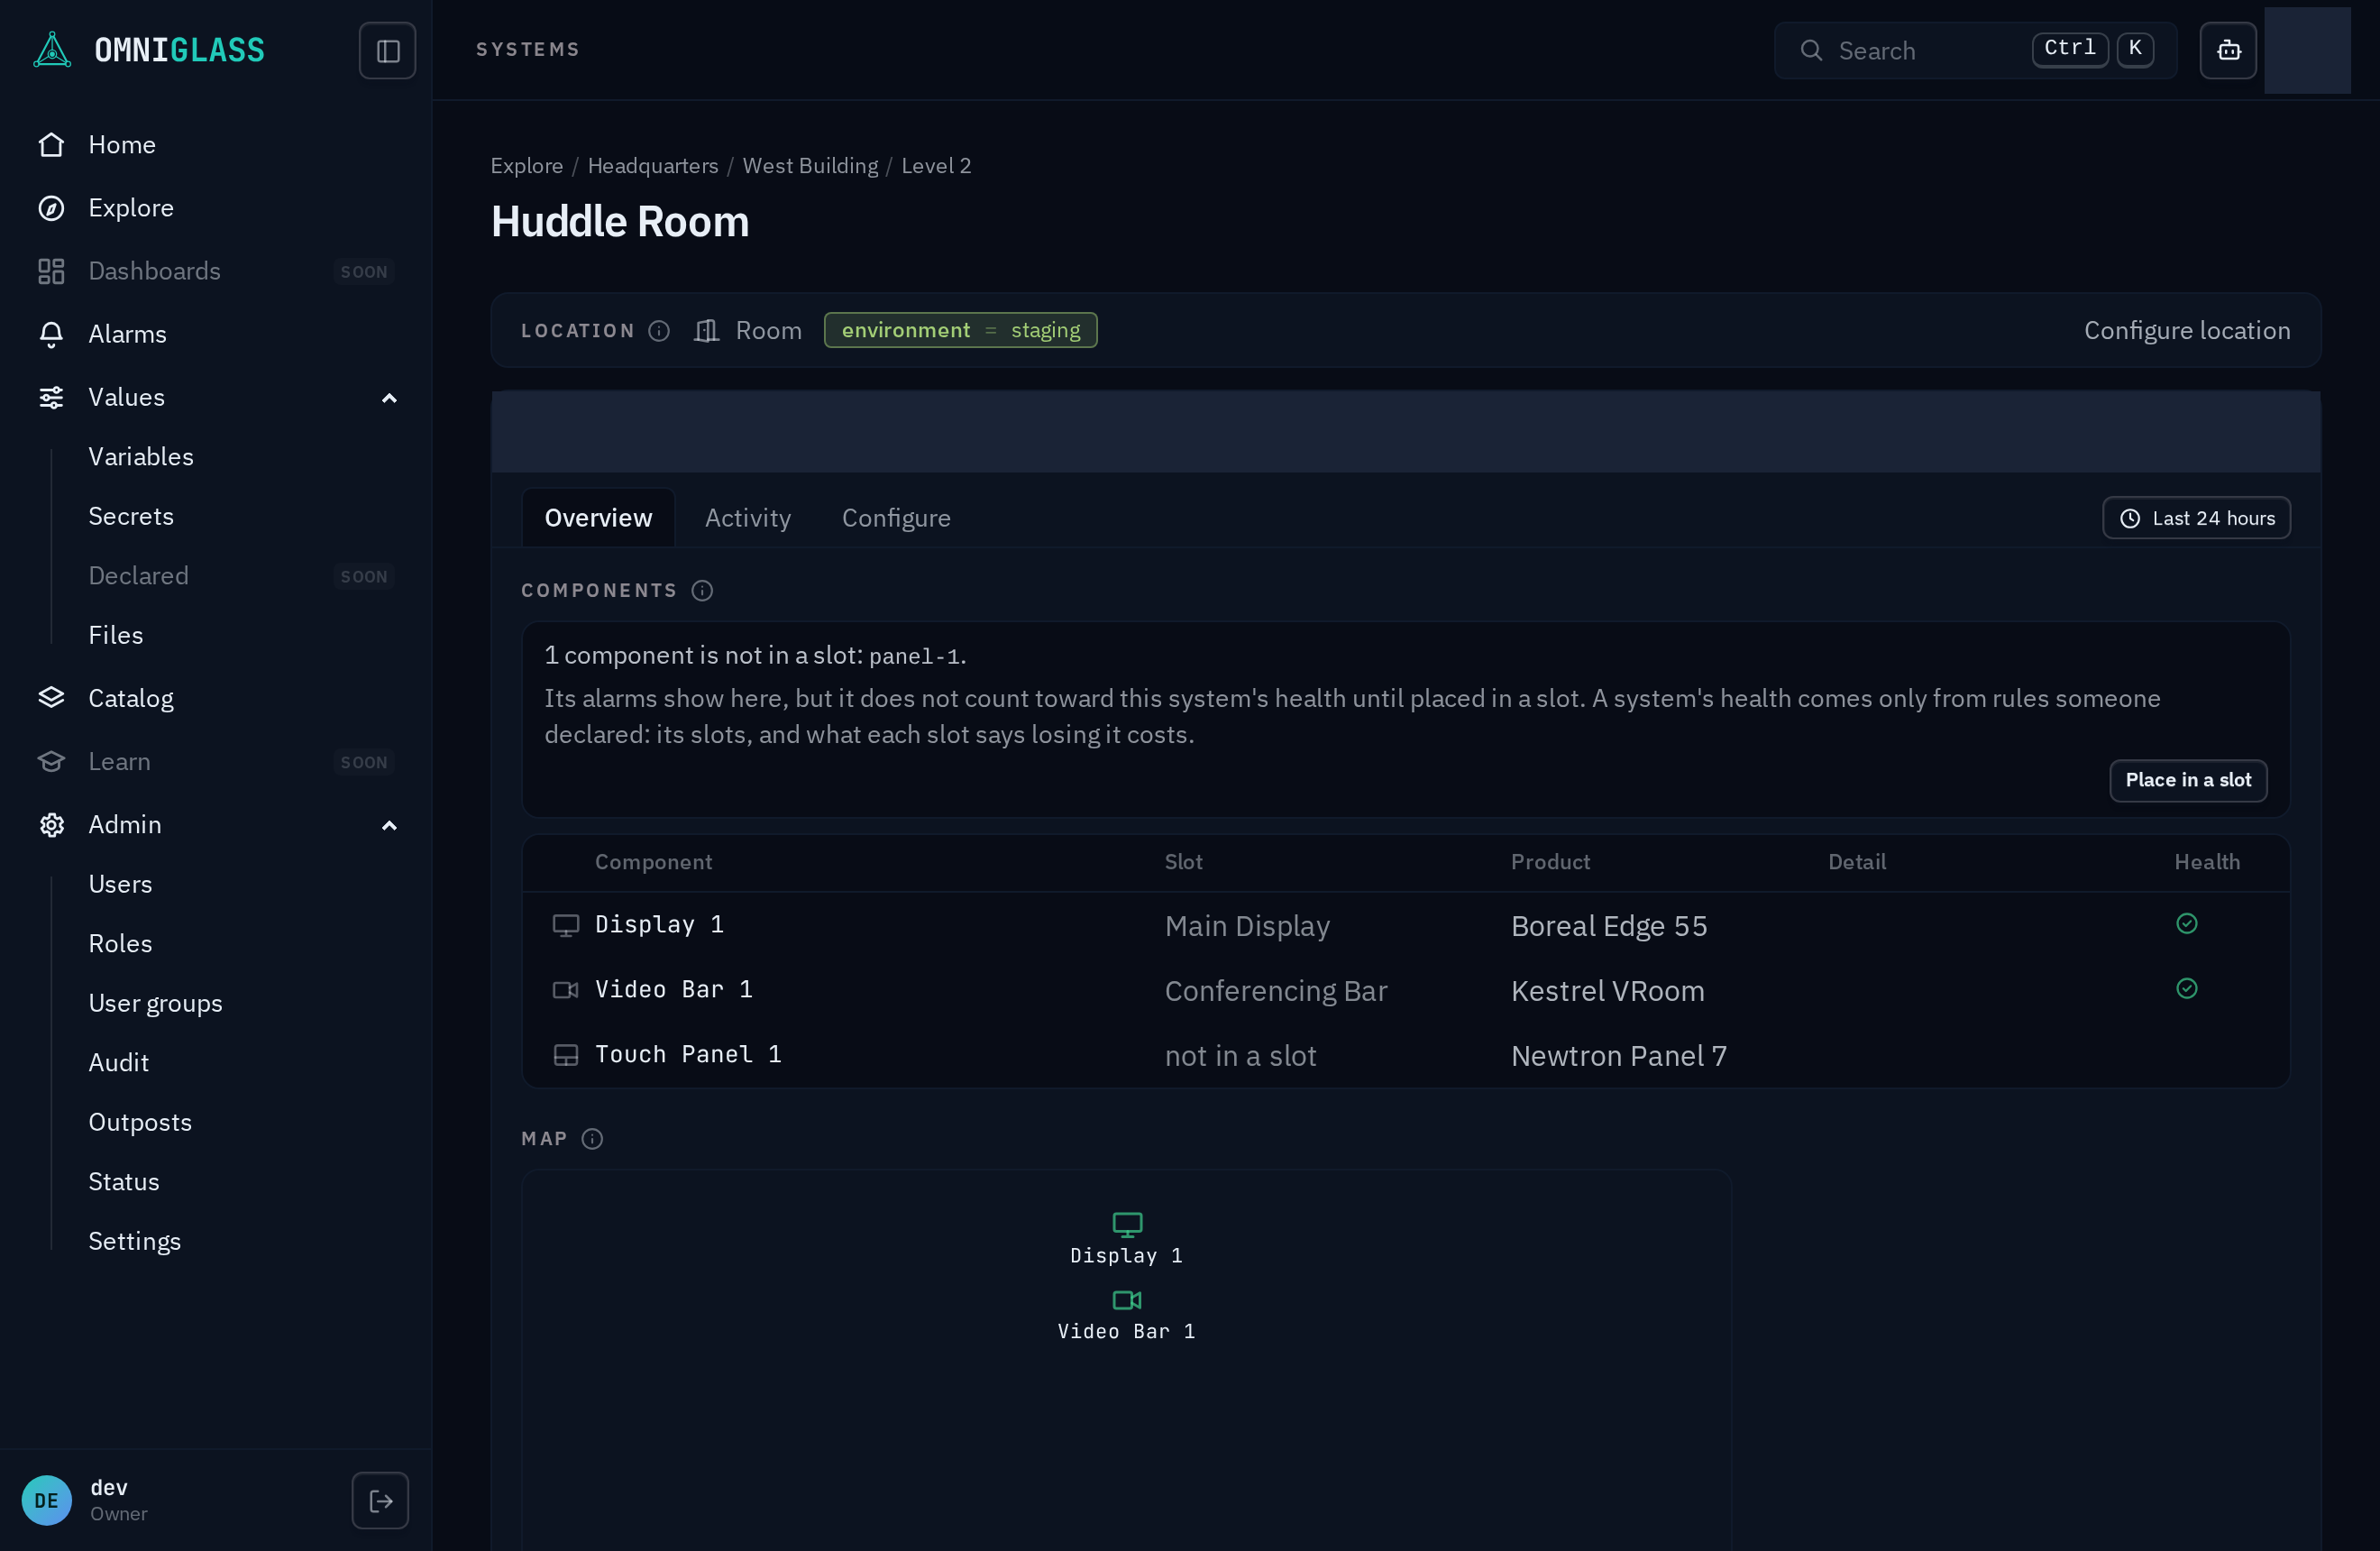 OMNIGLASS
SYSTEMS
Search Ctrl K
Home
Explore
Dashboards SOON
Alarms
Values
Variables
Secrets
Declared SOON
Files
Catalog
Learn SOON
Admin
Users
Roles
User groups
Audit
Outposts
Status
Settings
DE
dev
Owner
Explore / Headquarters / West Building / Level 2
Huddle Room
LOCATION Room environment = staging Configure location
Overview Activity Configure Last 24 hours
COMPONENTS
1 component is not in a slot: panel-1.
Its alarms show here, but it does not count toward this system's health until placed in a slot. A system's health comes only from rules someone
declared: its slots, and what each slot says losing it costs.
Place in a slot
Component Slot Product Detail Health
Display 1 Main Display Boreal Edge 55
Video Bar 1 Conferencing Bar Kestrel VRoom
Touch Panel 1 not in a slot Newtron Panel 7
MAP
Display 1
Video Bar 1